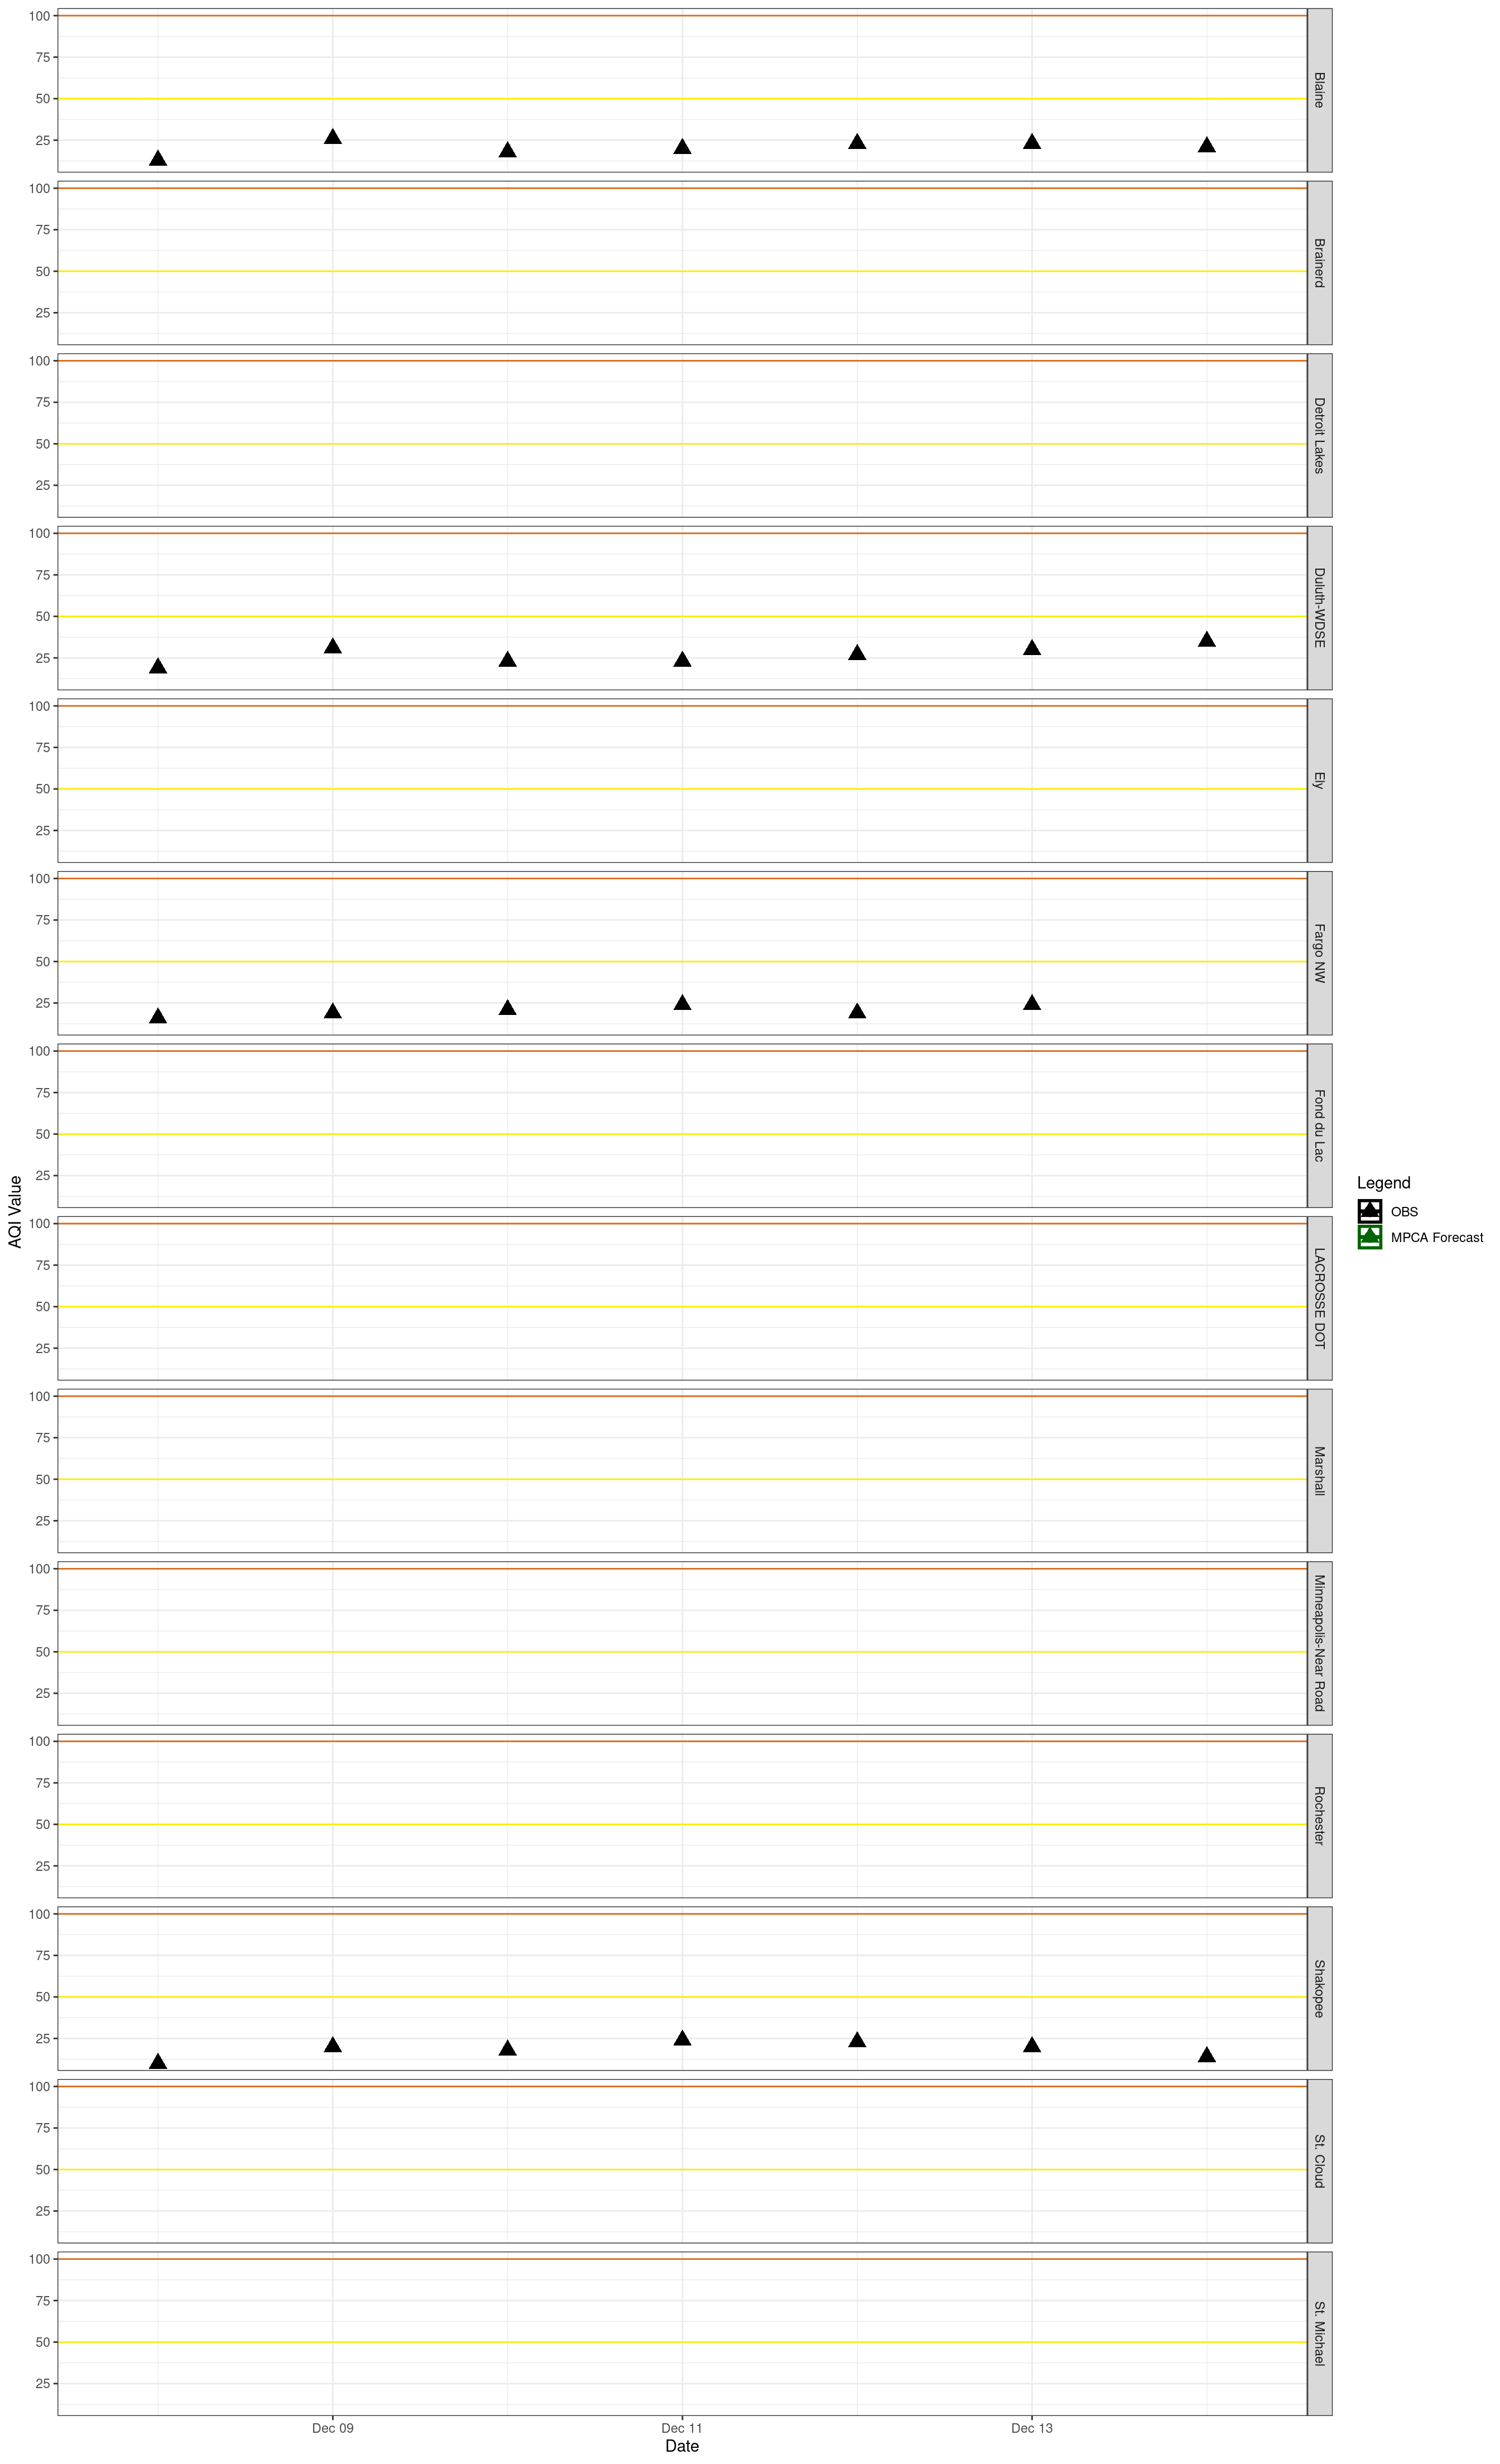 100
75
50
25
Blaine
100
75
50
25
Brainerd
100
75
50
25
Detroit Lakes
100
75
50
25
Duluth-WDSE
100
75
50
25
Ely
100
75
50
25
Fargo NW
100
75
50
25
Fond du Lac
100
75
50
25
LACROSSE DOT
100
75
50
25
Marshall
100
75
50
25
Minneapolis-Near Road
100
75
50
25
Rochester
100
75
50
25
Shakopee
100
75
50
25
St. Cloud
100
75
50
25
St. Michael
Dec 09
Dec 11
Dec 13
Date
AQI Value
Legend
OBS
MPCA Forecast